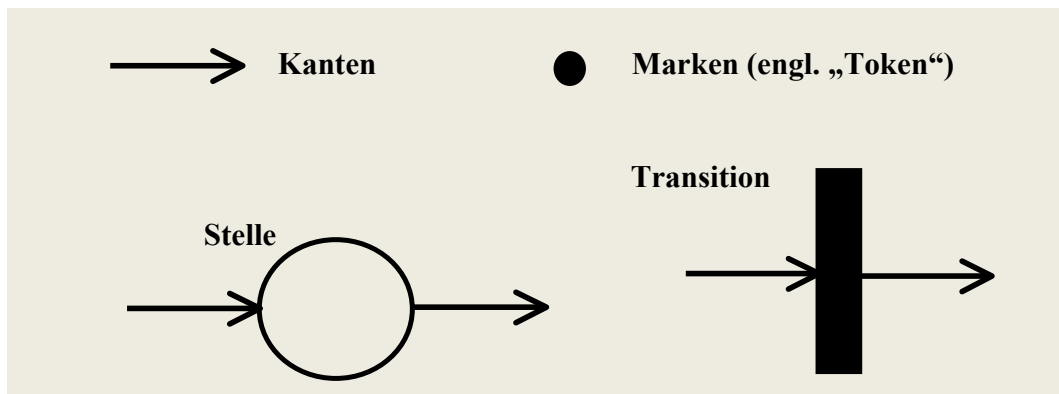 Kanten
Marken (engl. „Token“)
Transition
Stelle